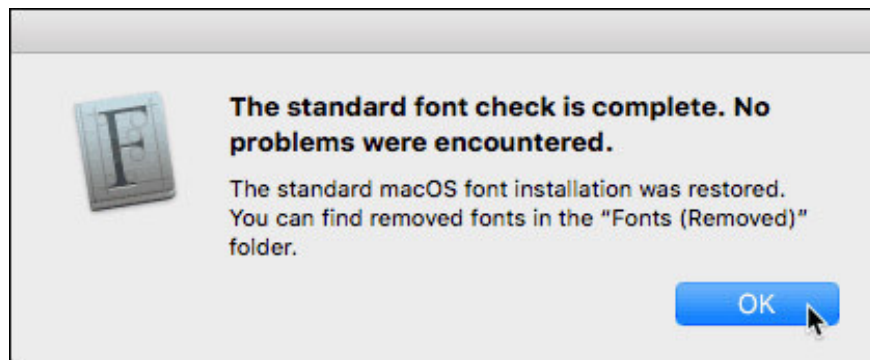 The standard font check is complete. No
problems were encountered.
The standard macOS font installation was restored.
You can find removed fonts in the “Fonts (Removed)”
folder.
OK